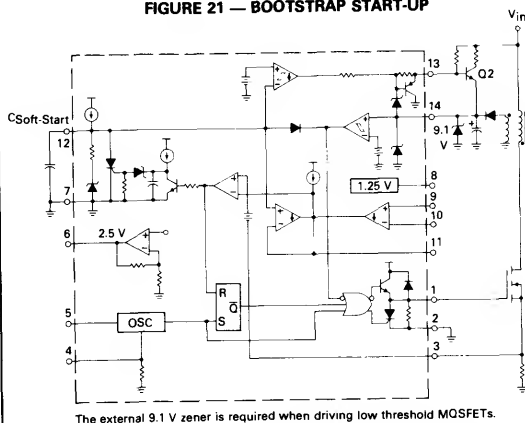 FIGURE 21 — BOOTSTRAP START-UP
Vin
13
Q2
14
CSoft-Start
12
9.1
V
8
1.25 V
9
7
10
6
2.5 V
11
R
Q̅
1
5
OSC
S
2
4
3
The external 9.1 V zener is required when driving low threshold MQSFETs.